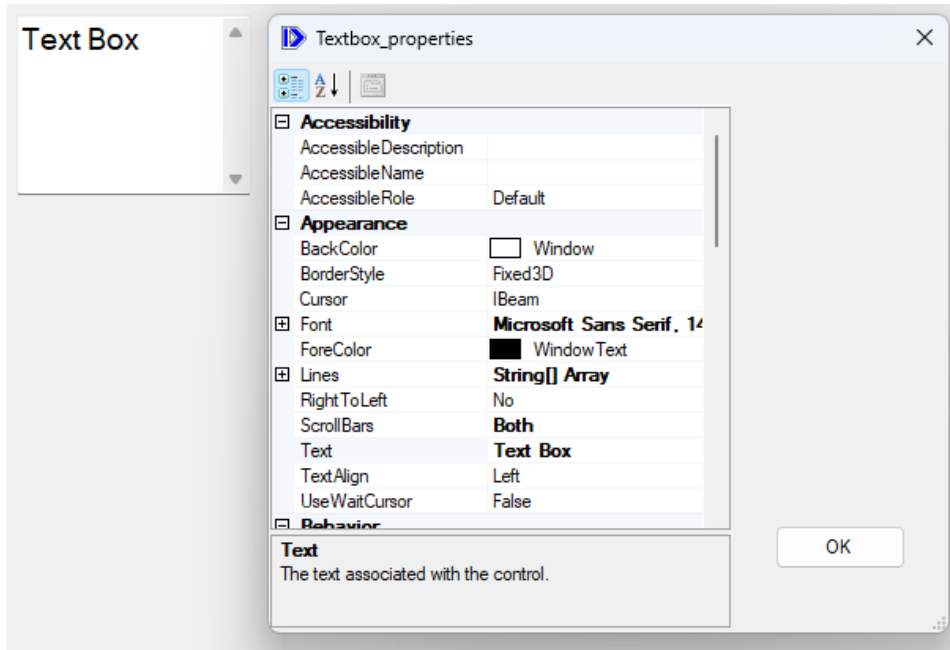 Text Box
Textbox_properties
Accessibility
AccessibleDescription
AccessibleName
AccessibleRole Default
Appearance
BackColor Window
BorderStyle Fixed3D
Cursor IBeam
Font Microsoft Sans Serif, 14
ForeColor WindowText
Lines String[] Array
RightToLeft No
ScrollBars Both
Text Text Box
TextAlign Left
UseWaitCursor False
Behavior
Text
The text associated with the control.
OK